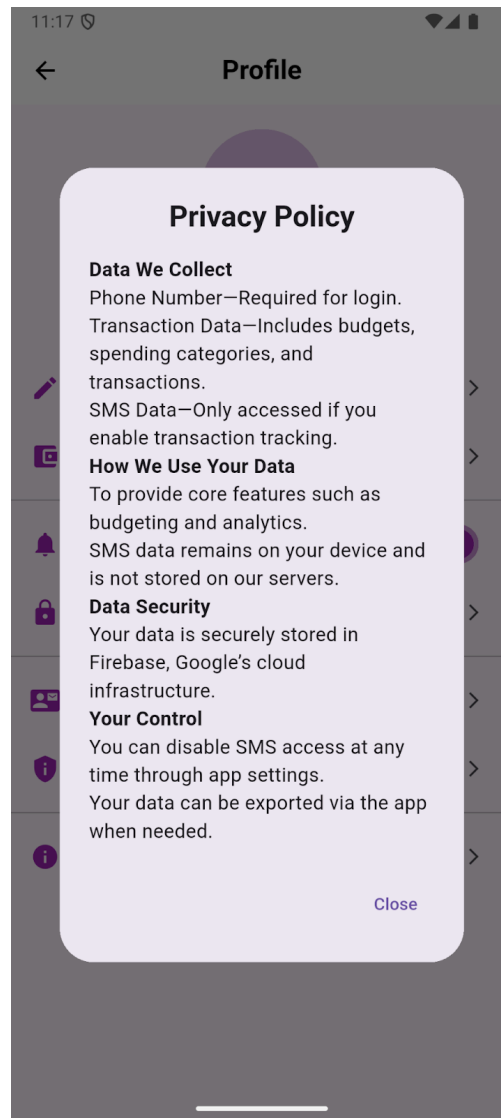 11:17
Profile
Privacy Policy
Data We Collect
Phone Number—Required for login.
Transaction Data—Includes budgets,
spending categories, and
transactions.
SMS Data—Only accessed if you
enable transaction tracking.
How We Use Your Data
To provide core features such as
budgeting and analytics.
SMS data remains on your device and
is not stored on our servers.
Data Security
Your data is securely stored in
Firebase, Google’s cloud
infrastructure.
Your Control
You can disable SMS access at any
time through app settings.
Your data can be exported via the app
when needed.
Close